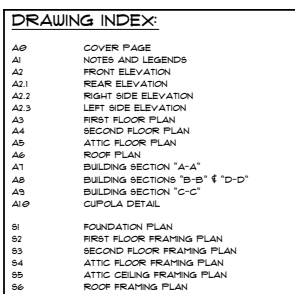 DRAWING INDEX:
A0 COVER PAGE
A1 NOTES AND LEGENDS
A2 FRONT ELEVATION
A2.1 REAR ELEVATION
A2.2 RIGHT SIDE ELEVATION
A2.3 LEFT SIDE ELEVATION
A3 FIRST FLOOR PLAN
A4 SECOND FLOOR PLAN
A5 ATTIC FLOOR PLAN
A6 ROOF PLAN
A7 BUILDING SECTION "A-A"
A8 BUILDING SECTIONS "B-B" & "D-D"
A9 BUILDING SECTION "C-C"
A10 CUPOLA DETAIL
S1 FOUNDATION PLAN
S2 FIRST FLOOR FRAMING PLAN
S3 SECOND FLOOR FRAMING PLAN
S4 ATTIC FLOOR FRAMING PLAN
S5 ATTIC CEILING FRAMING PLAN
S6 ROOF FRAMING PLAN